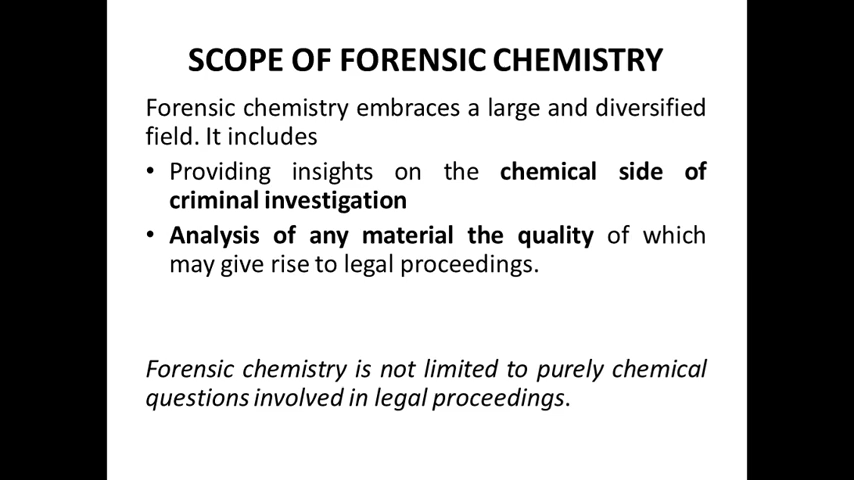 SCOPE OF FORENSIC CHEMISTRY
Forensic chemistry embraces a large and diversified
field. It includes
• Providing insights on the chemical side of
criminal investigation
• Analysis of any material the quality of which
may give rise to legal proceedings.
Forensic chemistry is not limited to purely chemical
questions involved in legal proceedings.